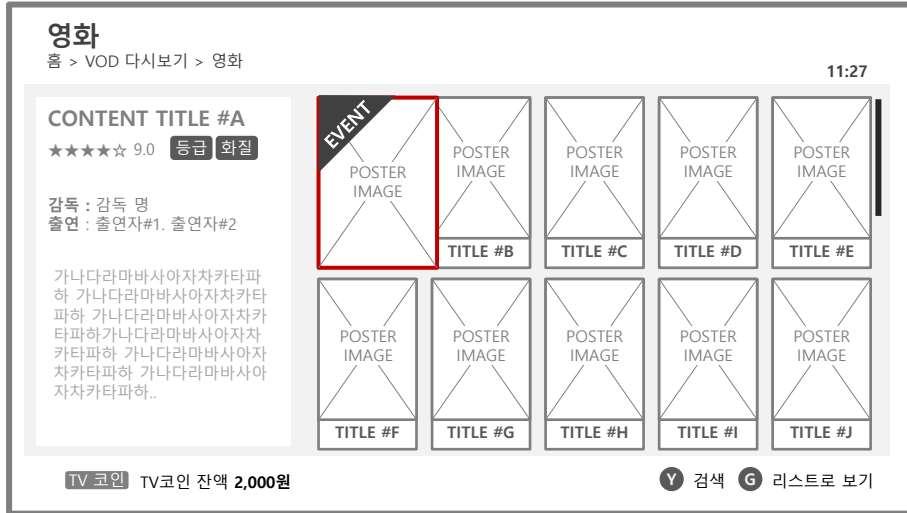 영화
홈 > VOD 다시보기 > 영화
11:27
CONTENT TITLE #A
★★★★☆ 9.0 등급 화질
감독 : 감독 명
출연 : 출연자#1. 출연자#2
가나다라마바사아자차카타파
하 가나다라마바사아자차카타
파하 가나다라마바사아자차카
타파하가나다라마바사아자차
카타파하 가나다라마바사아자
차카타파하 가나다라마바사아
자차카타파하..
EVENT
POSTER
IMAGE
POSTER
IMAGE
TITLE #B
POSTER
IMAGE
TITLE #C
POSTER
IMAGE
TITLE #D
POSTER
IMAGE
TITLE #E
POSTER
IMAGE
TITLE #F
POSTER
IMAGE
TITLE #G
POSTER
IMAGE
TITLE #H
POSTER
IMAGE
TITLE #I
POSTER
IMAGE
TITLE #J
TV 코인 TV코인 잔액 2,000원
Y 검색 G 리스트로 보기